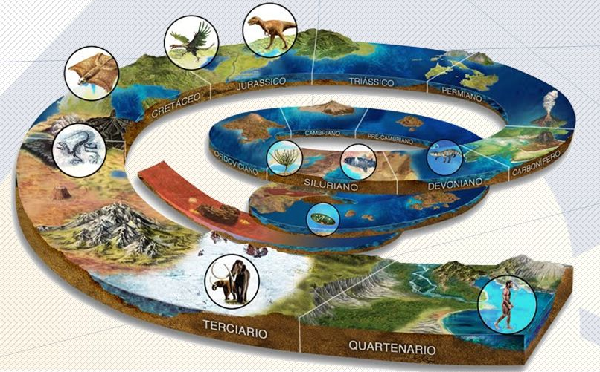 CRETÁCEO
JURÁSSICO
TRIÁSSICO
PERMIANO
CAMBRIANO
PRÉ CAMBRIANO
ORDOVICIANO
SILURIANO
DEVONIANO
CARBONÍFERO
TERCIARIO
QUARTENARIO